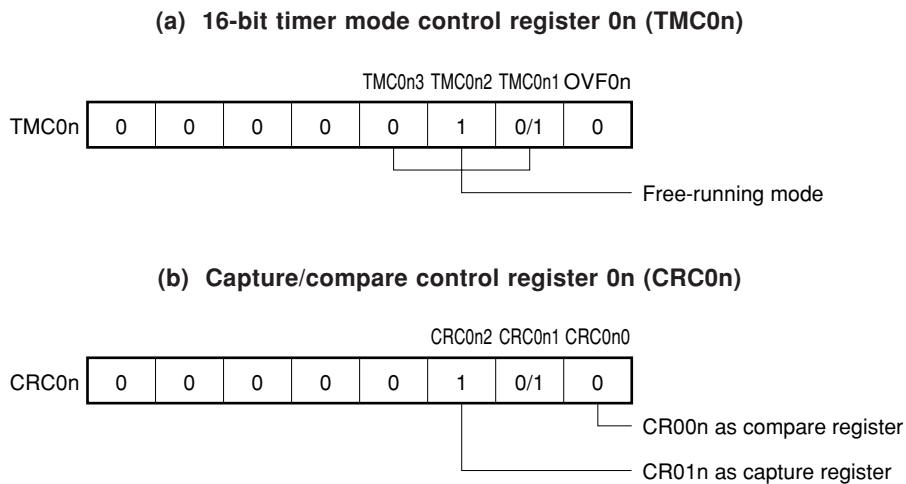 (a) 16-bit timer mode control register 0n (TMC0n)
TMC0n3 TMC0n2 TMC0n1 OVF0n
TMC0n 0 0 0 0 0 1 0/1 0
Free-running mode
(b) Capture/compare control register 0n (CRC0n)
CRC0n2 CRC0n1 CRC0n0
CRC0n 0 0 0 0 0 1 0/1 0
CR00n as compare register
CR01n as capture register